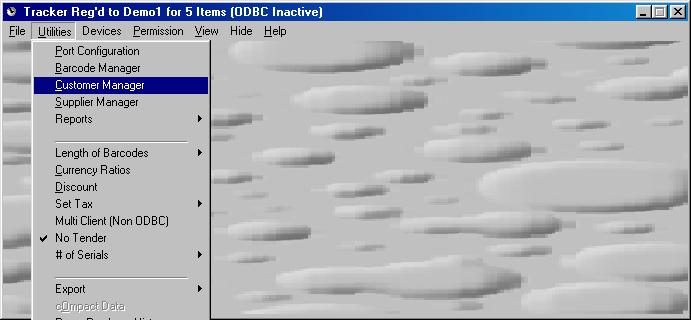 Tracker Reg'd to Demo1 for 5 Items (ODBC Inactive)
File Utilities Devices Permission View Hide Help
Port Configuration
Barcode Manager
Customer Manager
Supplier Manager
Reports
Length of Barcodes
Currency Ratios
Discount
Set Tax
Multi Client (Non ODBC)
No Tender
# of Serials
Export
cOmpact Data